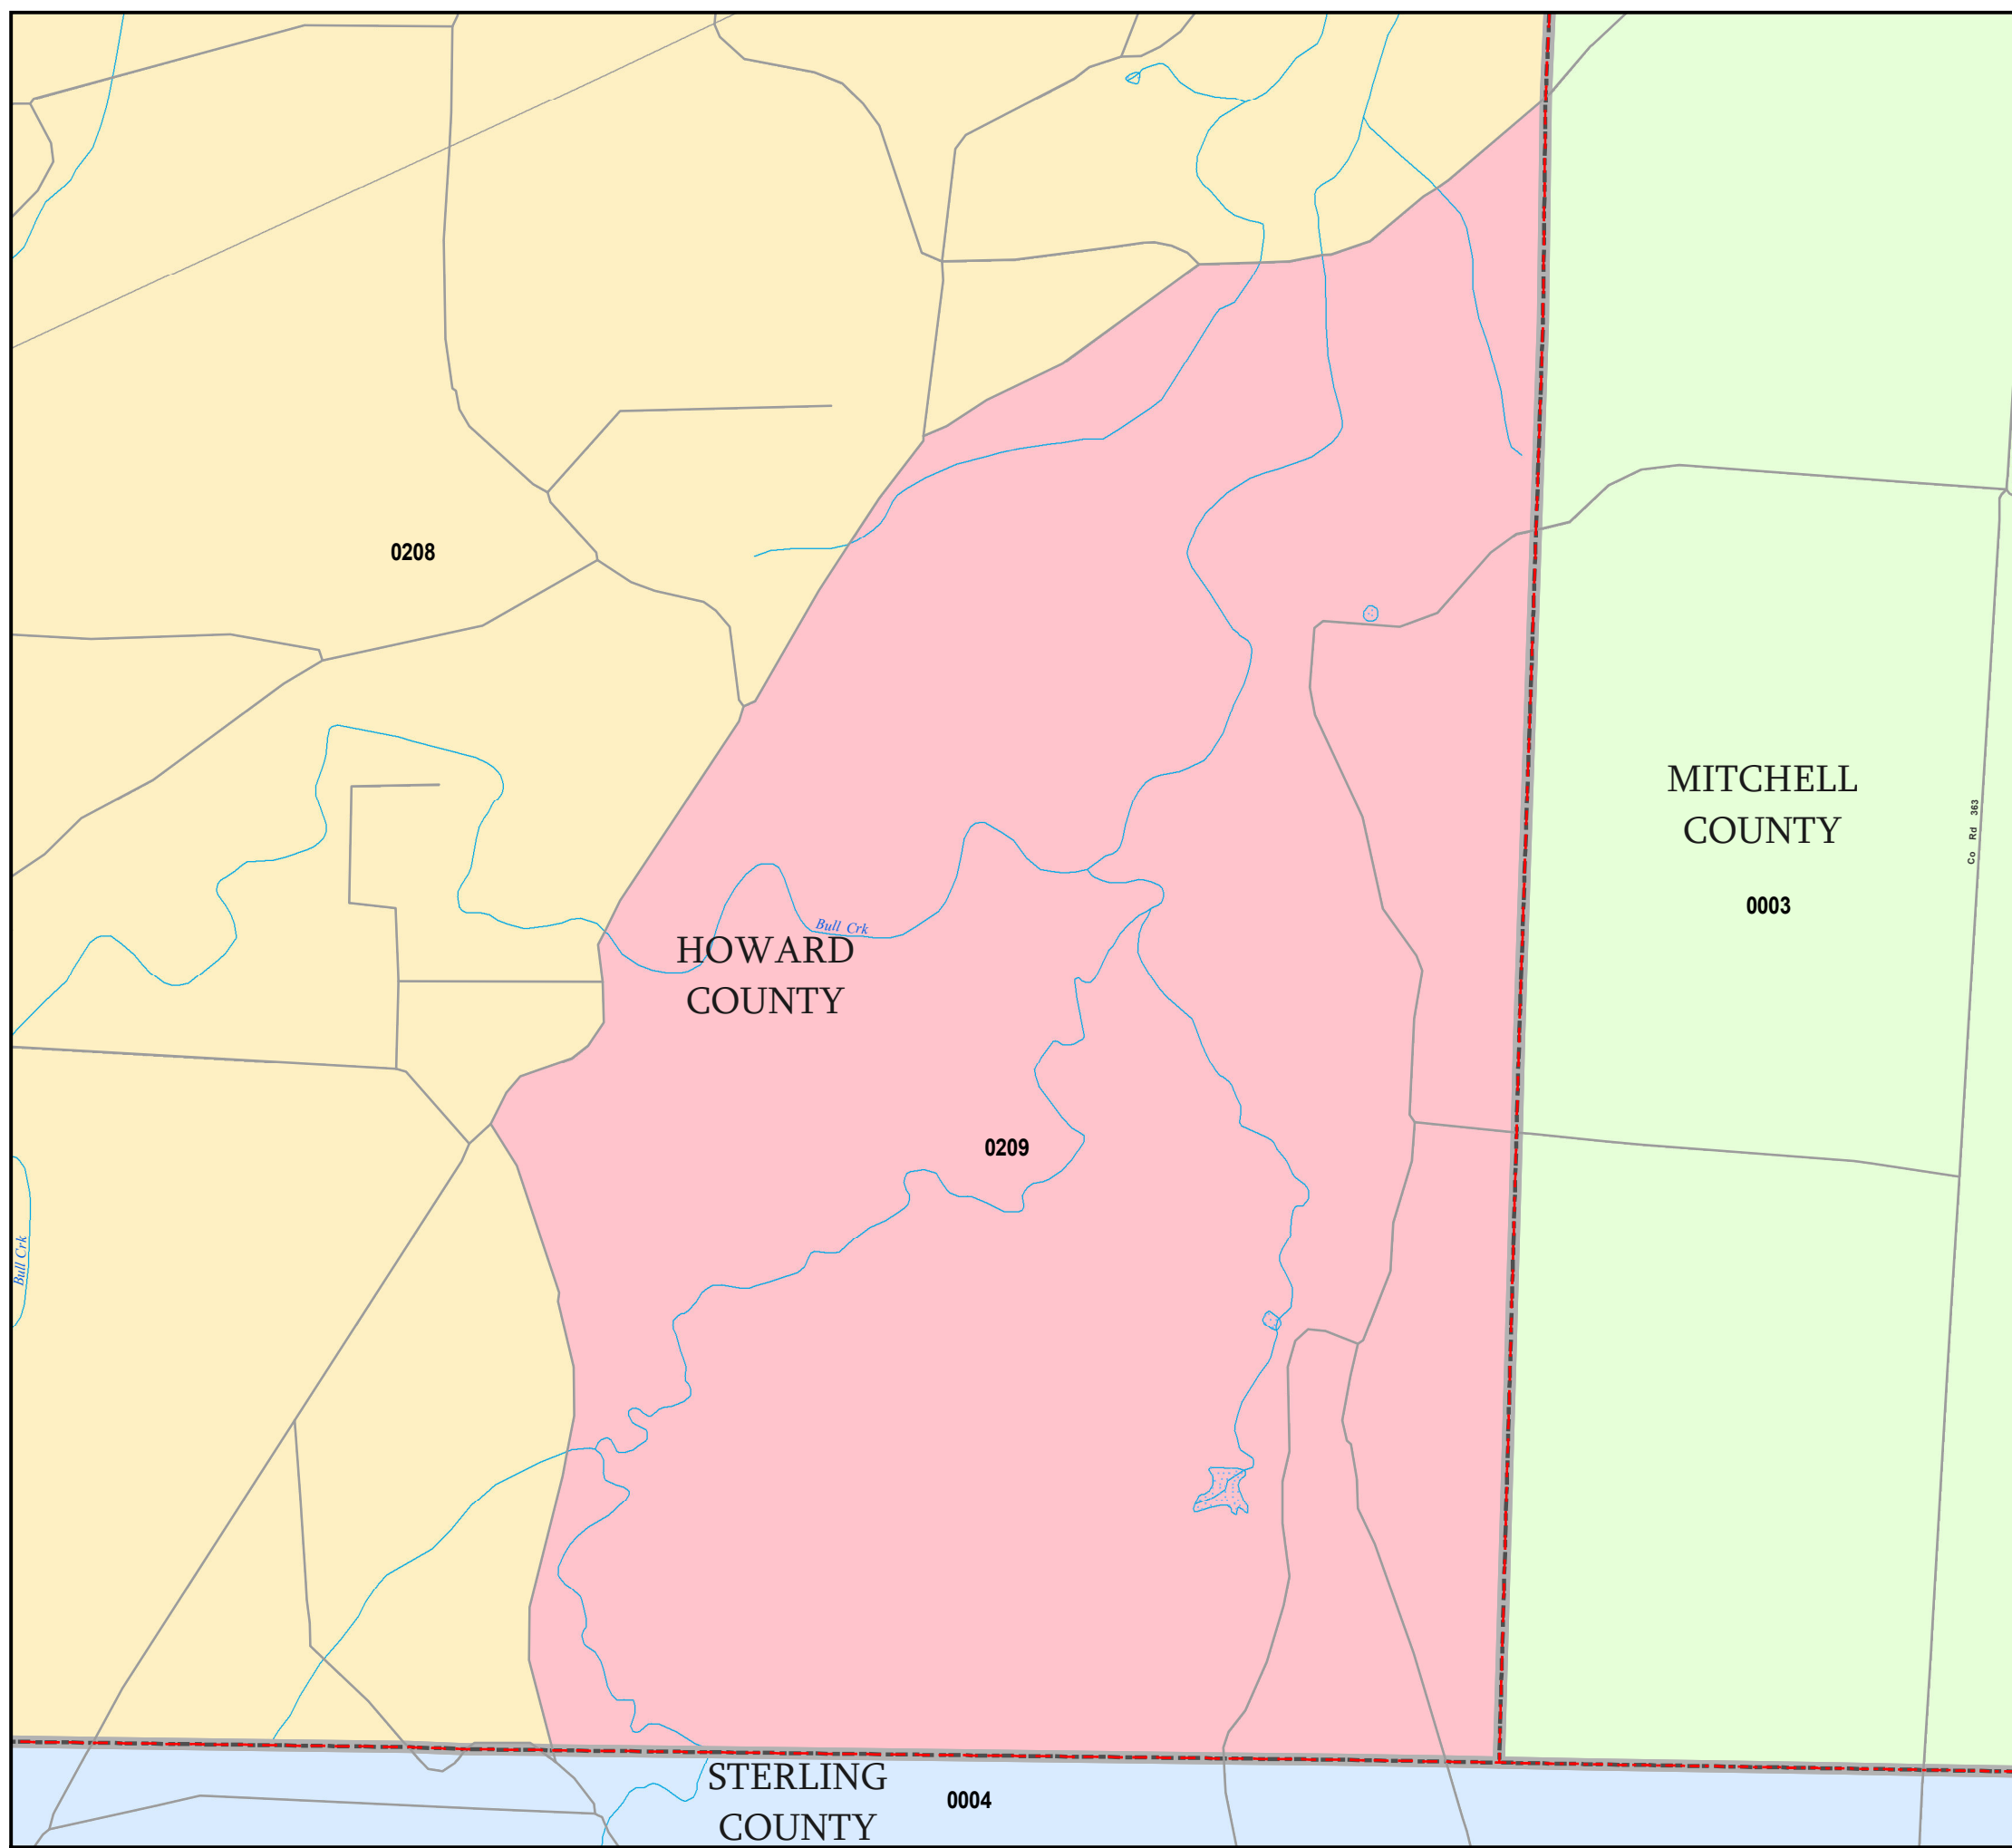 0208
MITCHELL
COUNTY
Co Rd 363
0003
Bull Crk
HOWARD
COUNTY
0209
Bull Crk
STERLING
COUNTY
0004